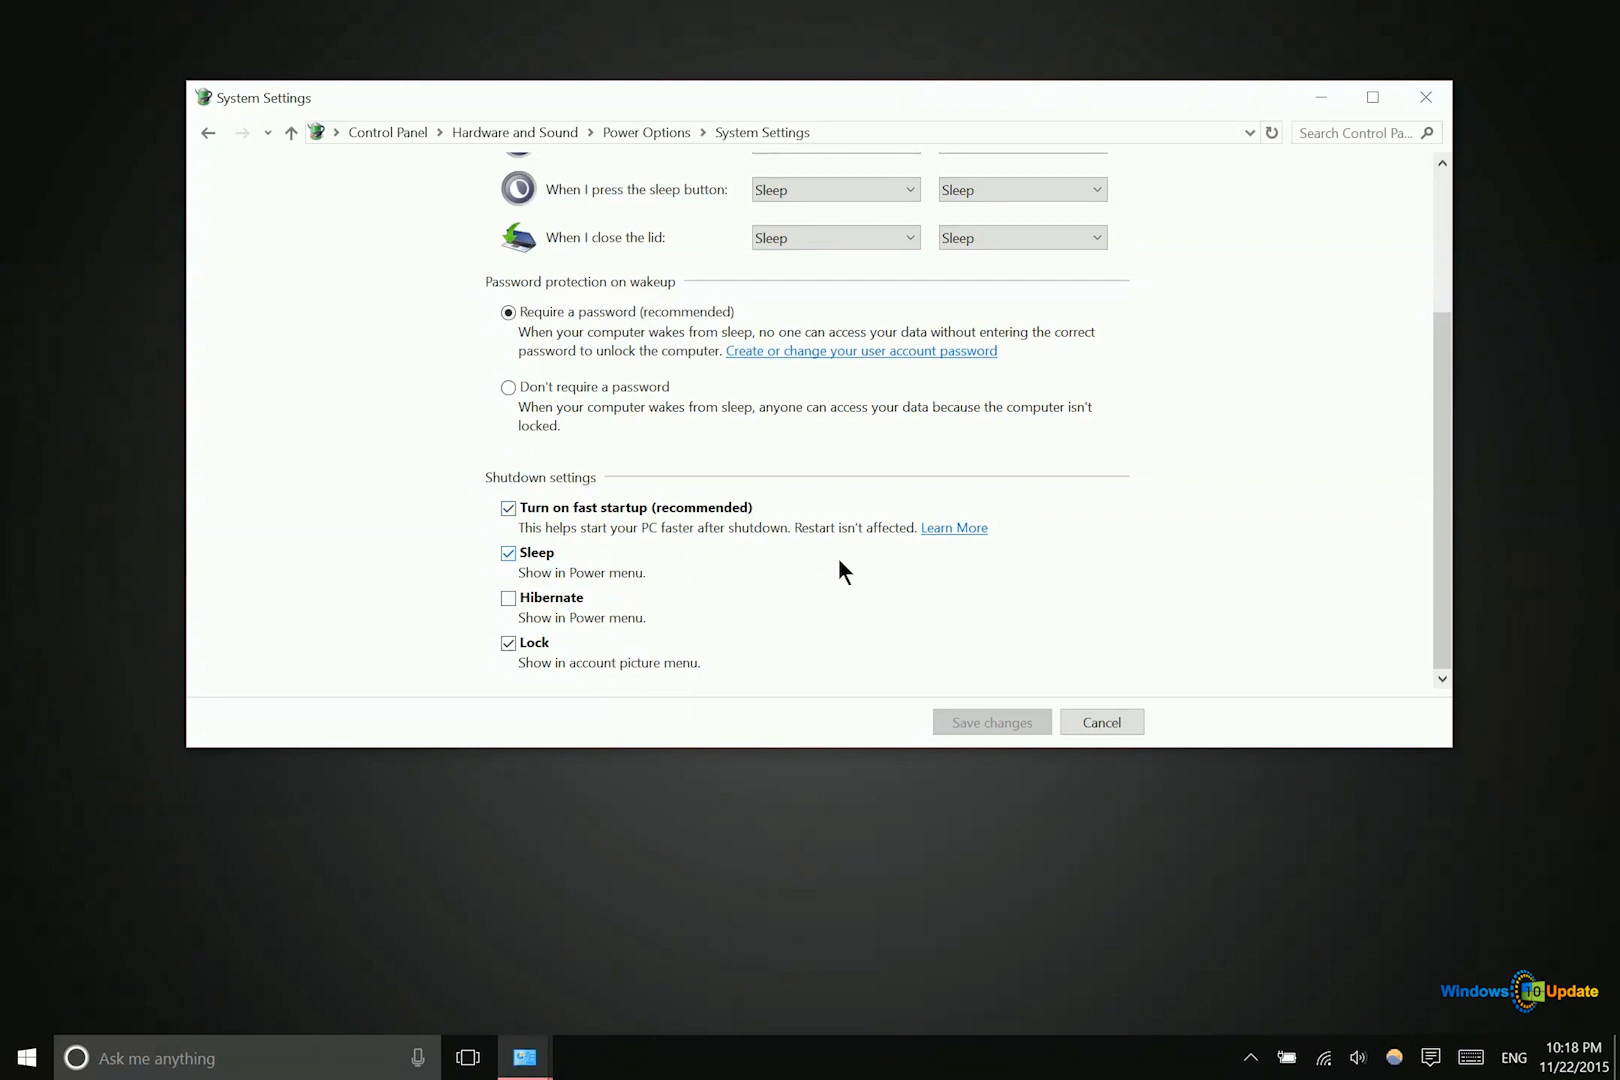 System Settings
Control Panel > Hardware and Sound > Power Options > System Settings
Search Control Pa...
When I press the sleep button: Sleep Sleep
When I close the lid: Sleep Sleep
Password protection on wakeup
Require a password (recommended)
When your computer wakes from sleep, no one can access your data without entering the correct
password to unlock the computer. Create or change your user account password
Don't require a password
When your computer wakes from sleep, anyone can access your data because the computer isn't
locked.
Shutdown settings
Turn on fast startup (recommended)
This helps start your PC faster after shutdown. Restart isn't affected. Learn More
Sleep
Show in Power menu.
Hibernate
Show in Power menu.
Lock
Show in account picture menu.
Save changes Cancel
Windows 10 Update
Ask me anything
ENG
10:18 PM
11/22/2015